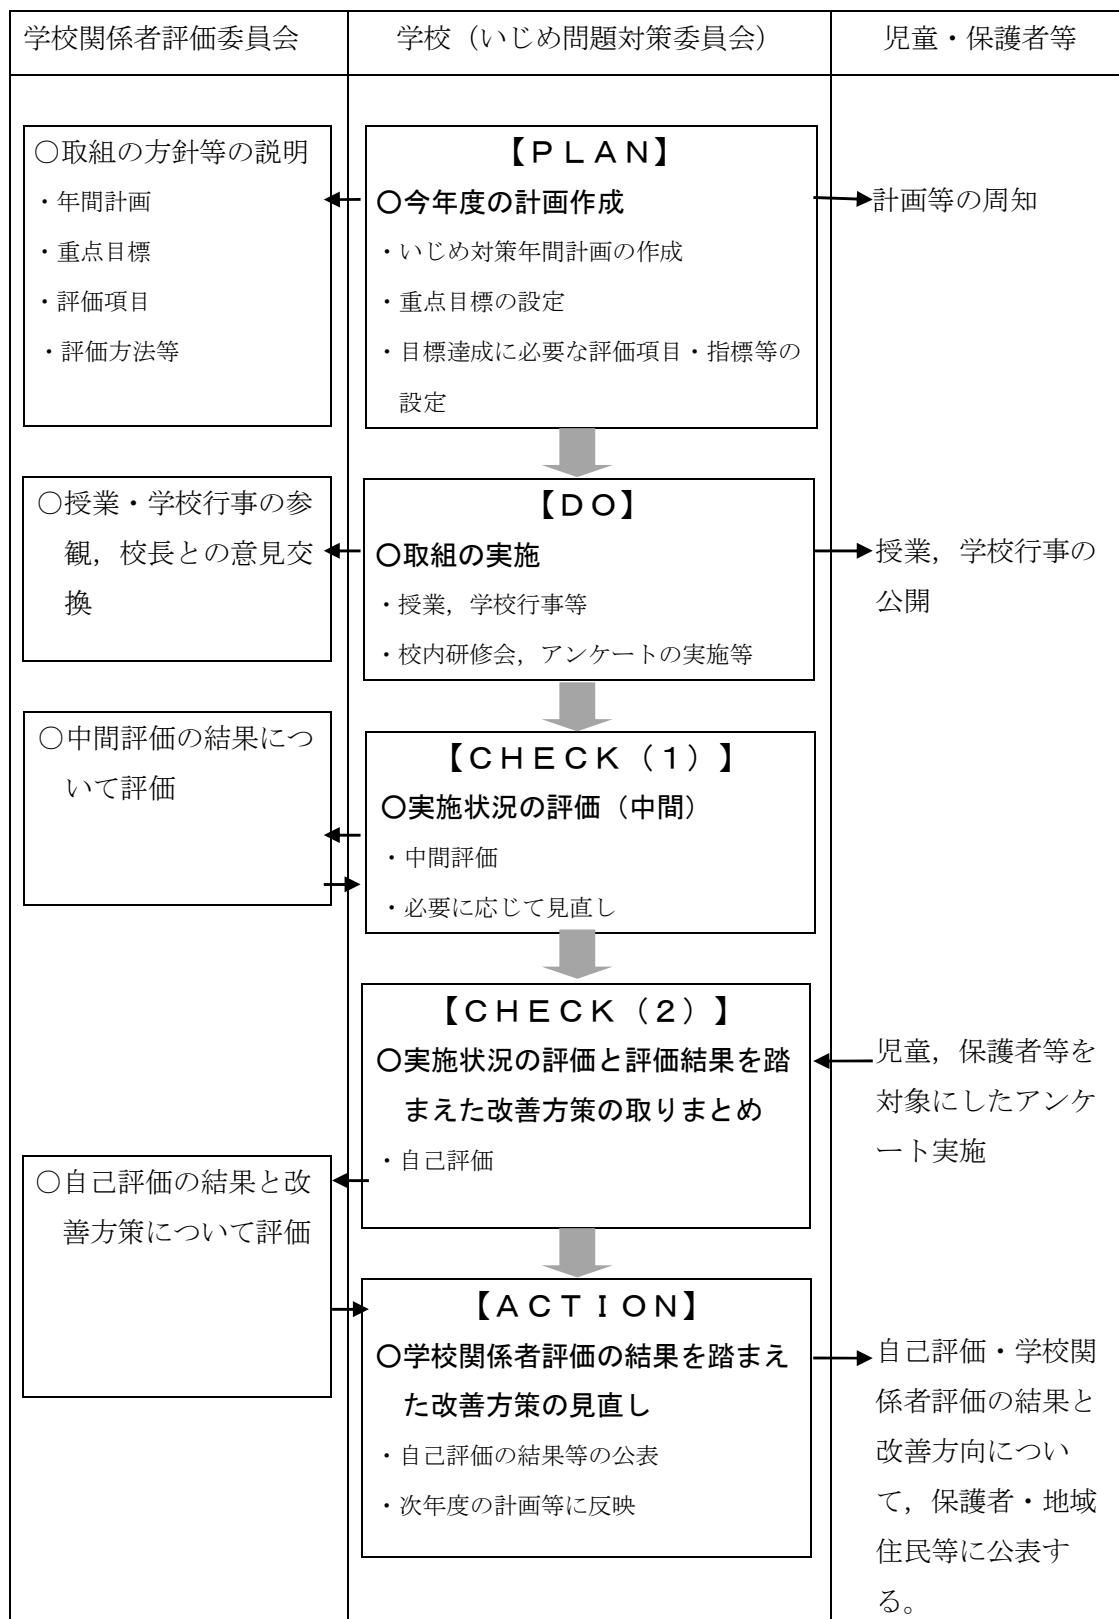 学校関係者評価委員会
学校（いじめ問題対策委員会）
児童・保護者等
〇取組の方針等の説明
・年間計画
・重点目標
・評価項目
・評価方法等
【ＰＬＡＮ】
〇今年度の計画作成
・いじめ対策年間計画の作成
・重点目標の設定
・目標達成に必要な評価項目・指標等の
設定
計画等の周知
〇授業・学校行事の参
観，校長との意見交
換
【ＤＯ】
〇取組の実施
・授業，学校行事等
・校内研修会，アンケートの実施等
授業，学校行事の
公開
〇中間評価の結果につ
いて評価
【ＣＨＥＣＫ（１）】
〇実施状況の評価（中間）
・中間評価
・必要に応じて見直し
【ＣＨＥＣＫ（２）】
〇実施状況の評価と評価結果を踏
まえた改善方策の取りまとめ
・自己評価
児童，保護者等を
対象にしたアンケ
ート実施
〇自己評価の結果と改
善方策について評価
【ＡＣＴＩＯＮ】
〇学校関係者評価の結果を踏まえ
た改善方策の見直し
・自己評価の結果等の公表
・次年度の計画等に反映
自己評価・学校関
係者評価の結果と
改善方向につい
て，保護者・地域
住民等に公表す
る。